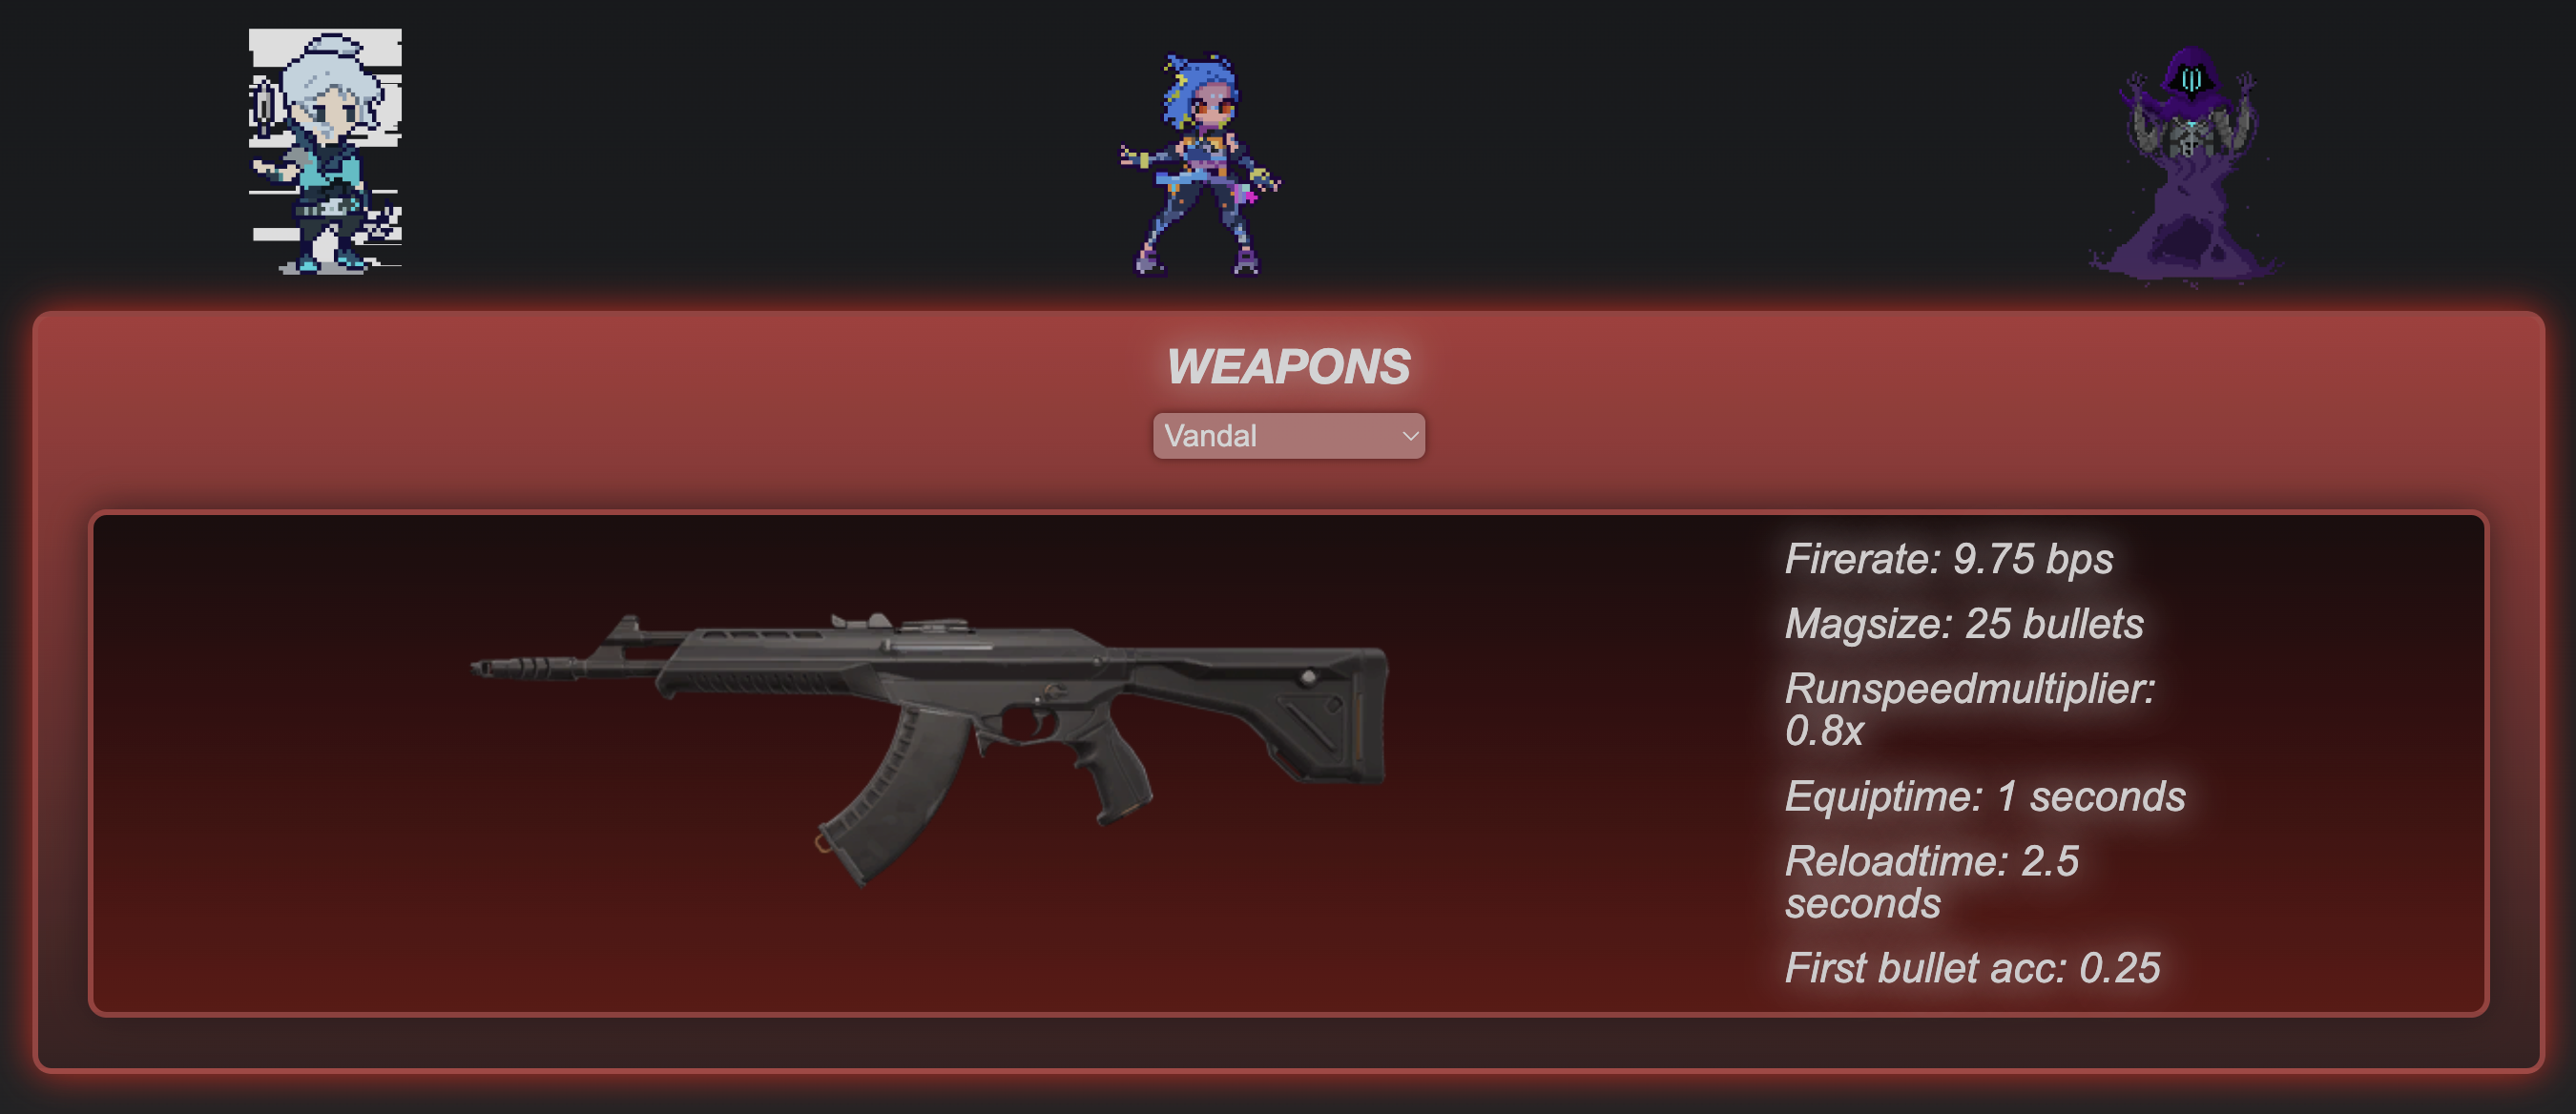 WEAPONS
Vandal
Firerate: 9.75 bps
Magsize: 25 bullets
Runspeedmultiplier:
0.8x
Equiptime: 1 seconds
Reloadtime: 2.5
seconds
First bullet acc: 0.25